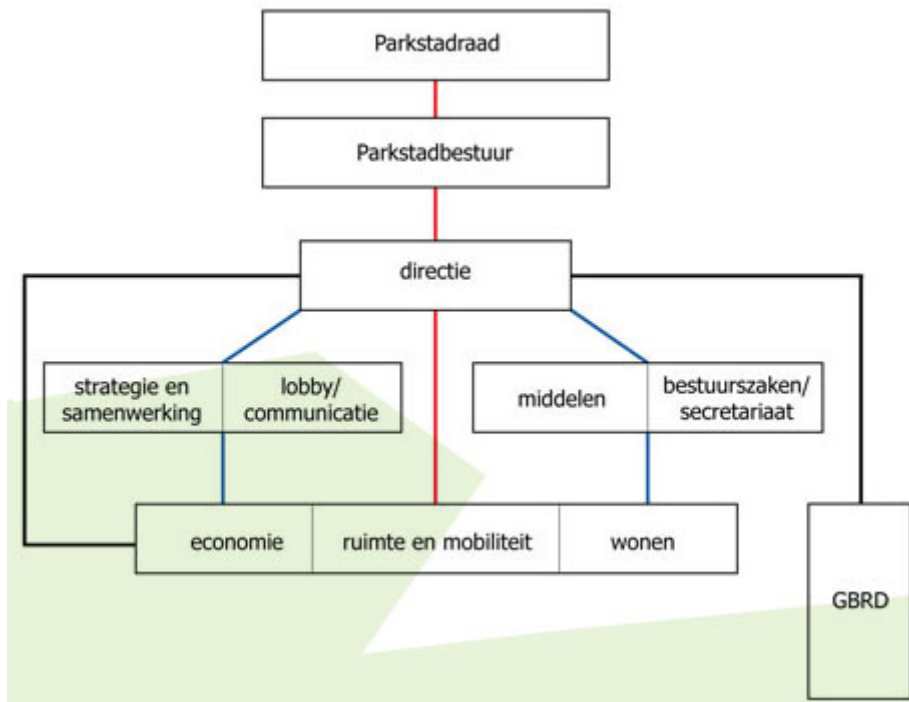 Parkstadraad
Parkstadbestuur
directie
strategie en
samenwerking
lobby/
communicatie
middelen
bestuurszaken/
secretariaat
economie
ruimte en mobiliteit
wonen
GBRD